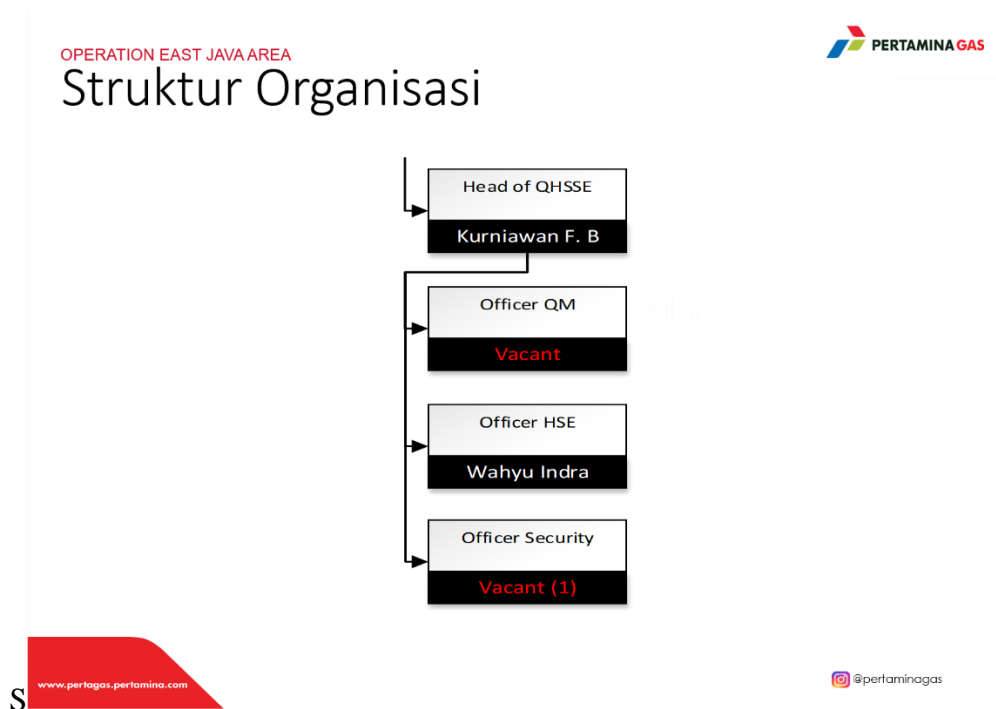 OPERATION EAST JAVA AREA
Struktur Organisasi
PERTAMINA GAS
Head of QHSSE
Kurniawan F. B
Officer QM
Vacant
Officer HSE
Wahyu Indra
Officer Security
Vacant (1)
www.pertagas.pertamina.com
@pertaminagas
S